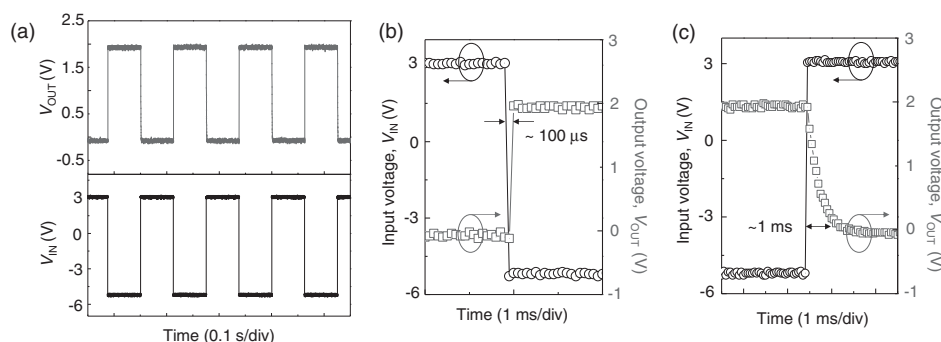 (a)
2.5
1.5
0.5
-0.5
V_OUT (V)
3
0
-3
-6
V_IN (V)
Time (0.1 s/div)
(b)
3
0
-3
-6
Input voltage, V_IN (V)
~ 100 µs
3
2
1
0
-1
Output voltage, V_OUT (V)
Time (1 ms/div)
(c)
3
0
-3
-6
Input voltage, V_IN (V)
~1 ms
3
2
1
0
-1
Output voltage, V_OUT (V)
Time (1 ms/div)